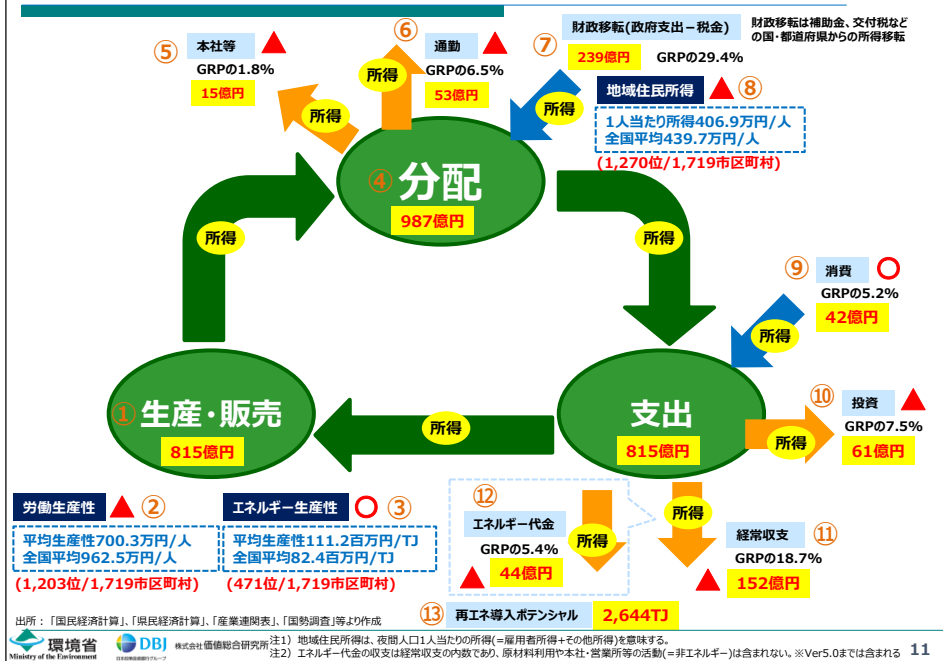 ⑤ 本社等 ▲
GRPの1.8%
15億円
所得
⑥ 通勤 ▲
GRPの6.5%
53億円
所得
⑦ 財政移転(政府支出-税金)
239億円 GRPの29.4%
財政移転は補助金、交付税など
の国・都道府県からの所得移転
所得
地域住民所得 ▲ ⑧
1人当たり所得406.9万円/人
全国平均439.7万円/人
(1,270位/1,719市区町村)
④ 分配
987億円
所得
所得
⑨ 消費 ○
GRPの5.2%
42億円
所得
① 生産・販売
815億円
所得
支出
815億円
⑩ 投資 ▲
GRPの7.5%
61億円
所得
労働生産性 ▲ ②
平均生産性700.3万円/人
全国平均962.5万円/人
(1,203位/1,719市区町村)
エネルギー生産性 ○ ③
平均生産性111.2百万円/TJ
全国平均82.4百万円/TJ
(471位/1,719市区町村)
⑫
エネルギー代金
GRPの5.4%
▲ 44億円
所得
所得
経常収支 ⑪
GRPの18.7%
▲ 152億円
⑬ 再エネ導入ポテンシャル 2,644TJ
出所:「国民経済計算」、「県民経済計算」、「産業連関表」、「国勢調査」等より作成
環境省
Ministry of the Environment
DBJ
日本政策投資銀行グループ
株式会社価値総合研究所
注1) 地域住民所得は、夜間人口1人当たりの所得(=雇用者所得+その他所得)を意味する。
注2) エネルギー代金の収支は経常収支の内数であり、原材料利用や本社・営業所等の活動(=非エネルギー)は含まれない。※Ver5.0までは含まれる
11